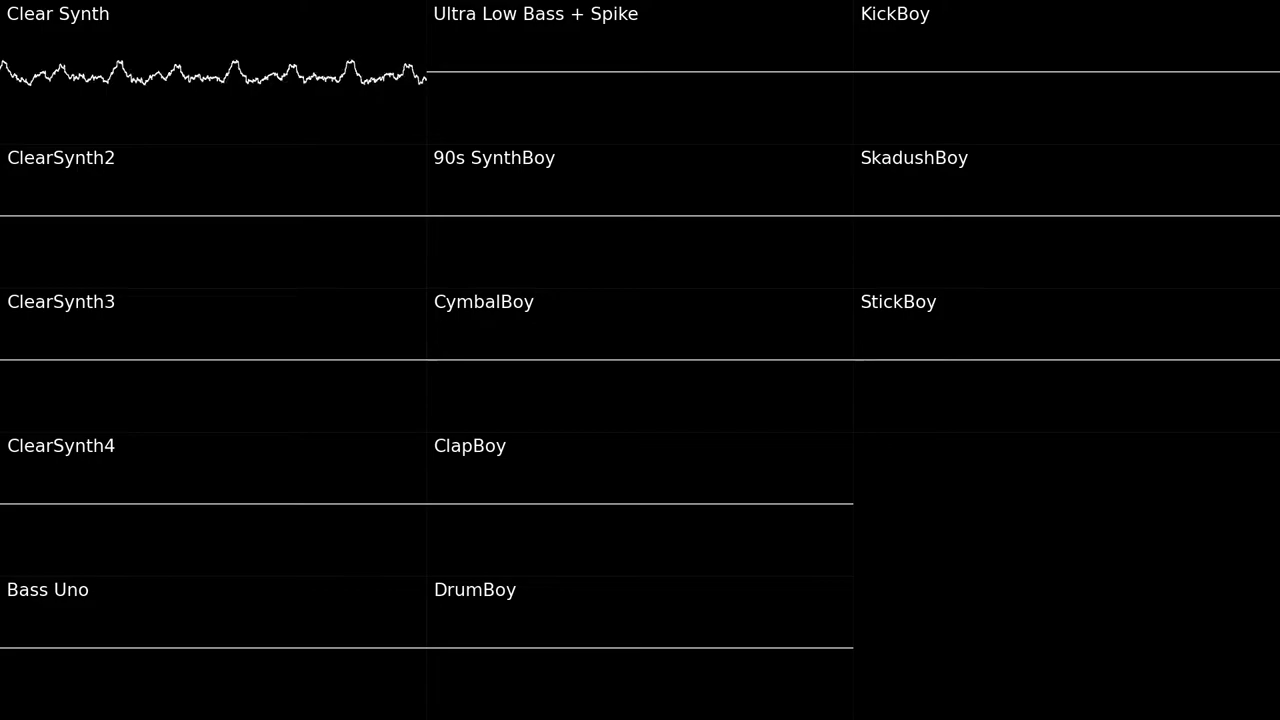 Clear Synth
ClearSynth2
ClearSynth3
ClearSynth4
Bass Uno
Ultra Low Bass + Spike
90s SynthBoy
CymbalBoy
ClapBoy
DrumBoy
KickBoy
SkadushBoy
StickBoy